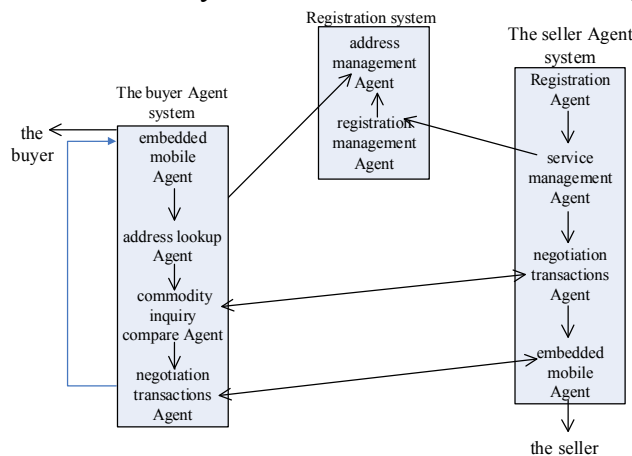 Registration system
address
management
Agent
registration
management
Agent
The buyer Agent
system
the
buyer
embedded
mobile
Agent
address lookup
Agent
commodity
inquiry
compare Agent
negotiation
transactions
Agent
The seller Agent
system
Registration
Agent
service
management
Agent
negotiation
transactions
Agent
embedded
mobile
Agent
the seller